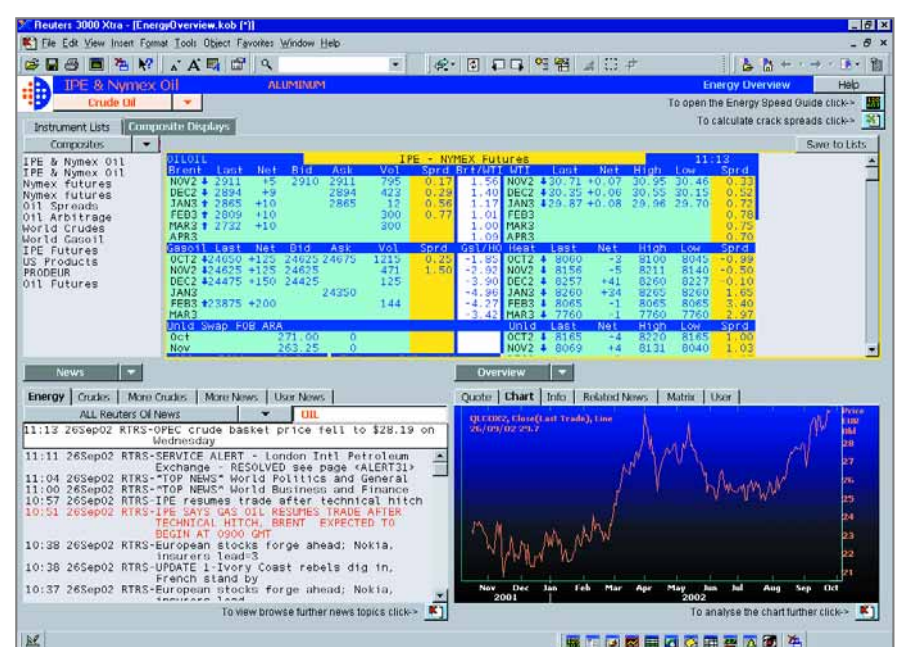 Reuters 3000 Xtra - [EnergyOverview.kob (*)]
File Edit View Insert Format Tools Object Favorites Window Help
IPE & Nymex Oil ALUMINUM Energy Overview Help
Crude Oil To open the Energy Speed Guide click->
Instrument Lists Composite Displays To calculate crack spreads click->
Composites Save to Lists
IPE & Nymex Oil
IPE & Nymex Oil
Nymex futures
Nymex futures
Oil Spreads
Oil Arbitrage
World Crudes
World Gasoil
IPE Futures
US Products
PRODEUR
Oil Futures
OILOIL IPE - NYMEX Futures 11:13
Brent Last Net Bid Ask Vol Sprd Brt/WTI WTI Last Net High Low Sprd
NOV2 2911 +5 2910 2911 795 0.17 1.56 NOV2 30.71 +0.07 30.95 30.46 0.33
DEC2 2894 +9 2894 423 0.29 1.40 DEC2 30.35 +0.06 30.55 30.15 0.52
JAN3 2865 +10 2865 12 0.56 1.17 JAN3 29.87 +0.08 29.96 29.70 0.72
FEB3 2809 +10 300 0.77 1.01 FEB3 0.78
MAR3 2732 +10 300 1.00 MAR3 0.75
APR3 1.09 APR3 0.70
Gasoil Last Net Bid Ask Vol Sprd Gsl/HO Heat Last Net High Low Sprd
OCT2 24650 +125 24625 24675 1215 0.25 -1.85 OCT2 8060 -3 8100 8045 -0.99
NOV2 24625 +125 24625 471 1.50 -2.92 NOV2 8156 -5 8211 8140 -0.50
DEC2 24475 +150 24425 125 -3.90 DEC2 8257 +41 8260 8227 -0.10
JAN3 24350 -4.96 JAN3 8260 +34 8265 8260 1.65
FEB3 23875 +200 144 -4.27 FEB3 8065 -1 8065 8065 3.40
MAR3 -3.42 MAR3 7760 -1 7760 7760 2.97
Unld Swap FOB ARA Unld Last Net High Low Sprd
Oct 271.00 0 OCT2 8165 -4 8220 8165 1.00
Nov 263.25 0 NOV2 8069 +4 8131 8040 1.03
News Overview
Energy Crudes More Crudes More News User News
ALL Reuters Oil News OIL
11:13 26Sep02 RTRS-OPEC crude basket price fell to $28.19 on
Wednesday
11:11 26Sep02 RTRS-SERVICE ALERT - London Intl Petroleum
Exchange - RESOLVED see page <ALERT31>
11:04 26Sep02 RTRS-*TOP NEWS* World Politics and General
11:00 26Sep02 RTRS-*TOP NEWS* World Business and Finance
10:57 26Sep02 RTRS-IPE resumes trade after technical hitch
10:51 26Sep02 RTRS-IPE SAYS GAS OIL RESUMES TRADE AFTER
TECHNICAL HITCH, BRENT EXPECTED TO
BEGIN AT 0900 GMT
10:38 26Sep02 RTRS-European stocks forge ahead; Nokia,
insurers lead=3
10:38 26Sep02 RTRS-UPDATE 1-Ivory Coast rebels dig in,
French stand by
10:37 26Sep02 RTRS-European stocks forge ahead; Nokia,
insurers lead
To view browse further news topics click->
Quote Chart Info Related News Matrix User
Close(Last Trade), Line
26/09/02 29.7
Price
28
27
26
25
24
23
22
21
Nov Dec Jan Feb Mar Apr May Jun Jul Aug Sep Oct
2001 2002
To analyse the chart further click->